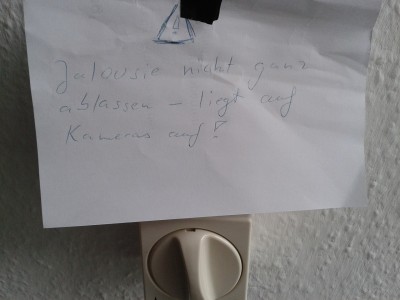 Jalousie nicht ganz
ablassen - liegt auf
Kameras auf!